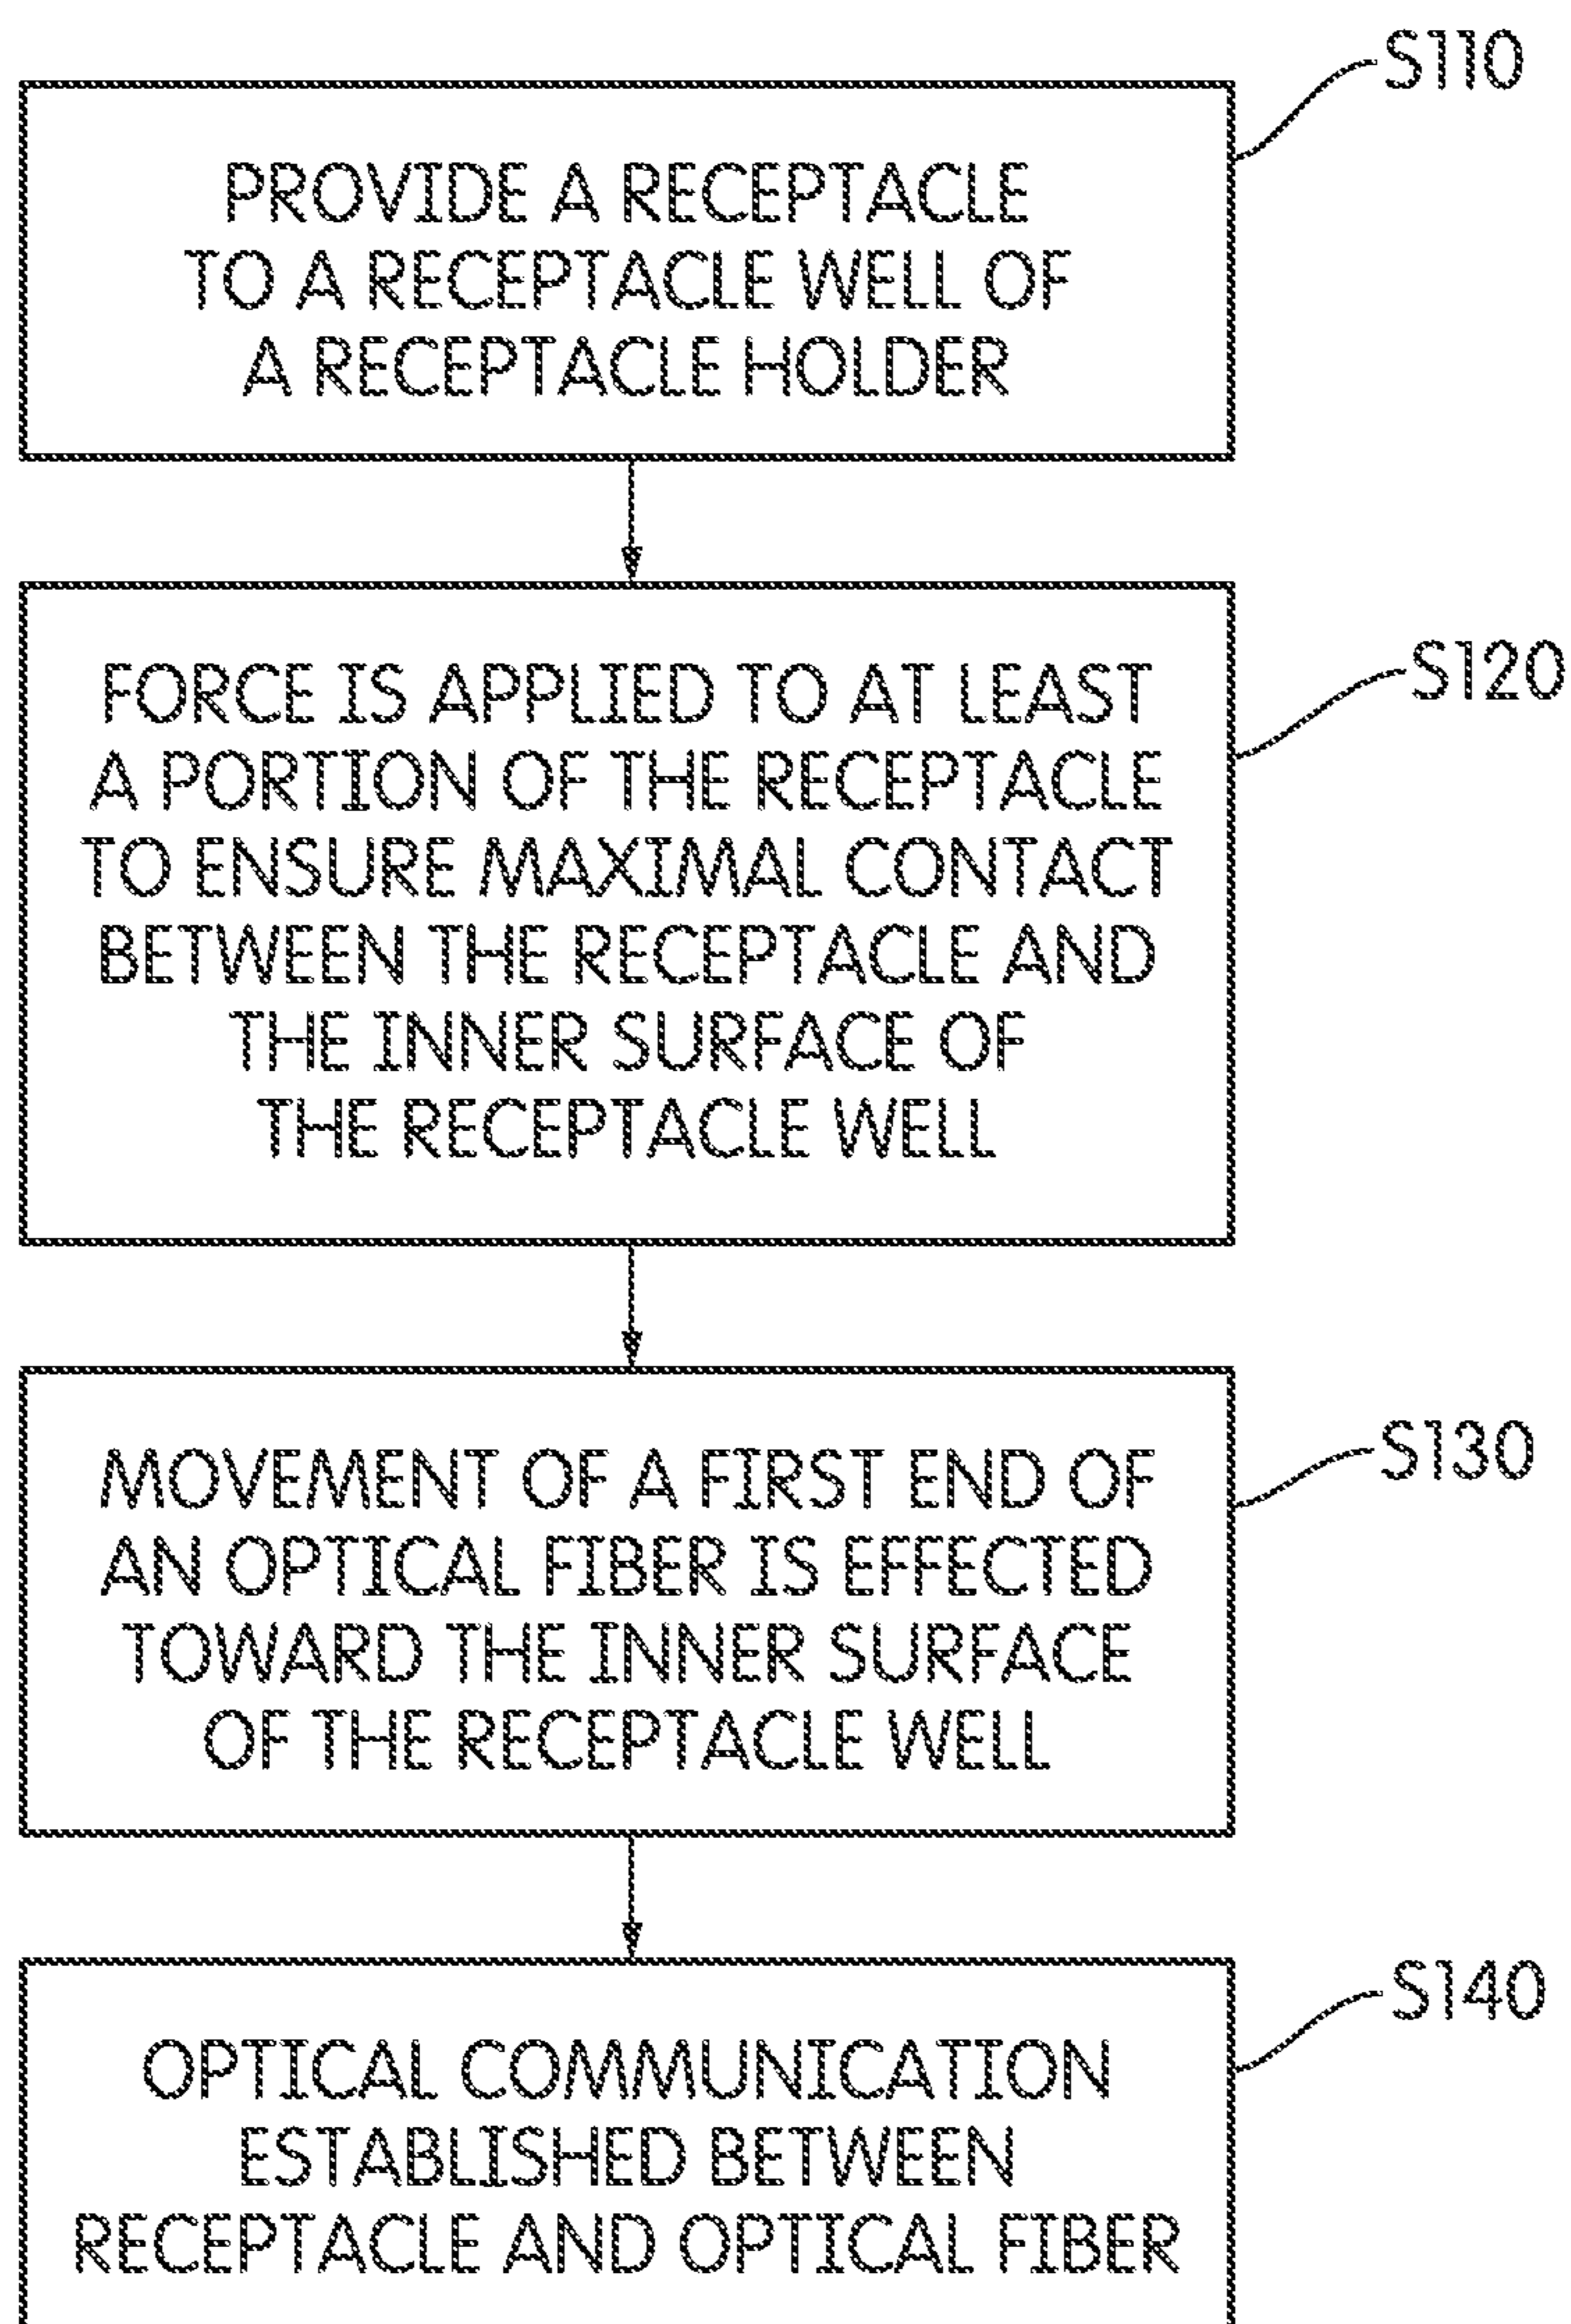 S110
PROVIDE A RECEPTACLE
TO A RECEPTACLE WELL OF
A RECEPTACLE HOLDER
S120
FORCE IS APPLIED TO AT LEAST
A PORTION OF THE RECEPTACLE
TO ENSURE MAXIMAL CONTACT
BETWEEN THE RECEPTACLE AND
THE INNER SURFACE OF
THE RECEPTACLE WELL
S130
MOVEMENT OF A FIRST END OF
AN OPTICAL FIBER IS EFFECTED
TOWARD THE INNER SURFACE
OF THE RECEPTACLE WELL
S140
OPTICAL COMMUNICATION
ESTABLISHED BETWEEN
RECEPTACLE AND OPTICAL FIBER